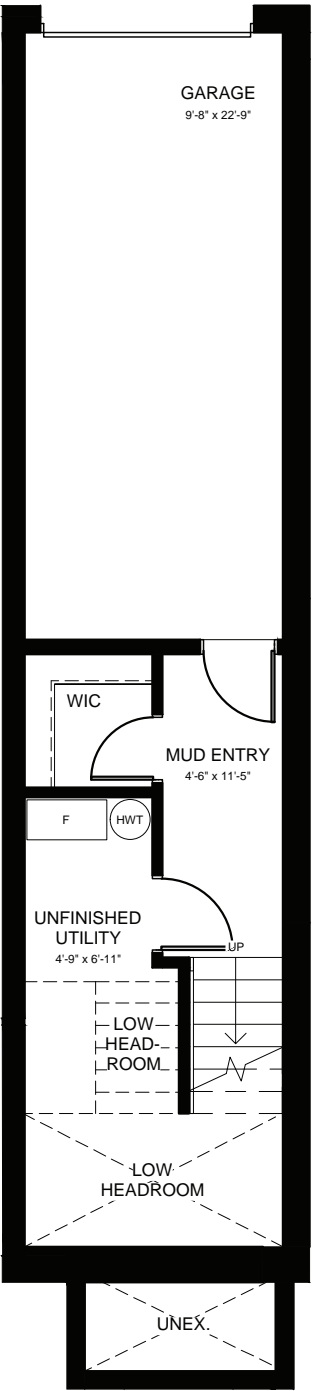 GARAGE
9'-8" x 22'-9"
WIC
MUD ENTRY
4'-6" x 11'-5"
F
HWT
UNFINISHED
UTILITY
4'-9" x 6'-11"
UP
LOW
HEAD-
ROOM
LOW
HEADROOM
UNEX.